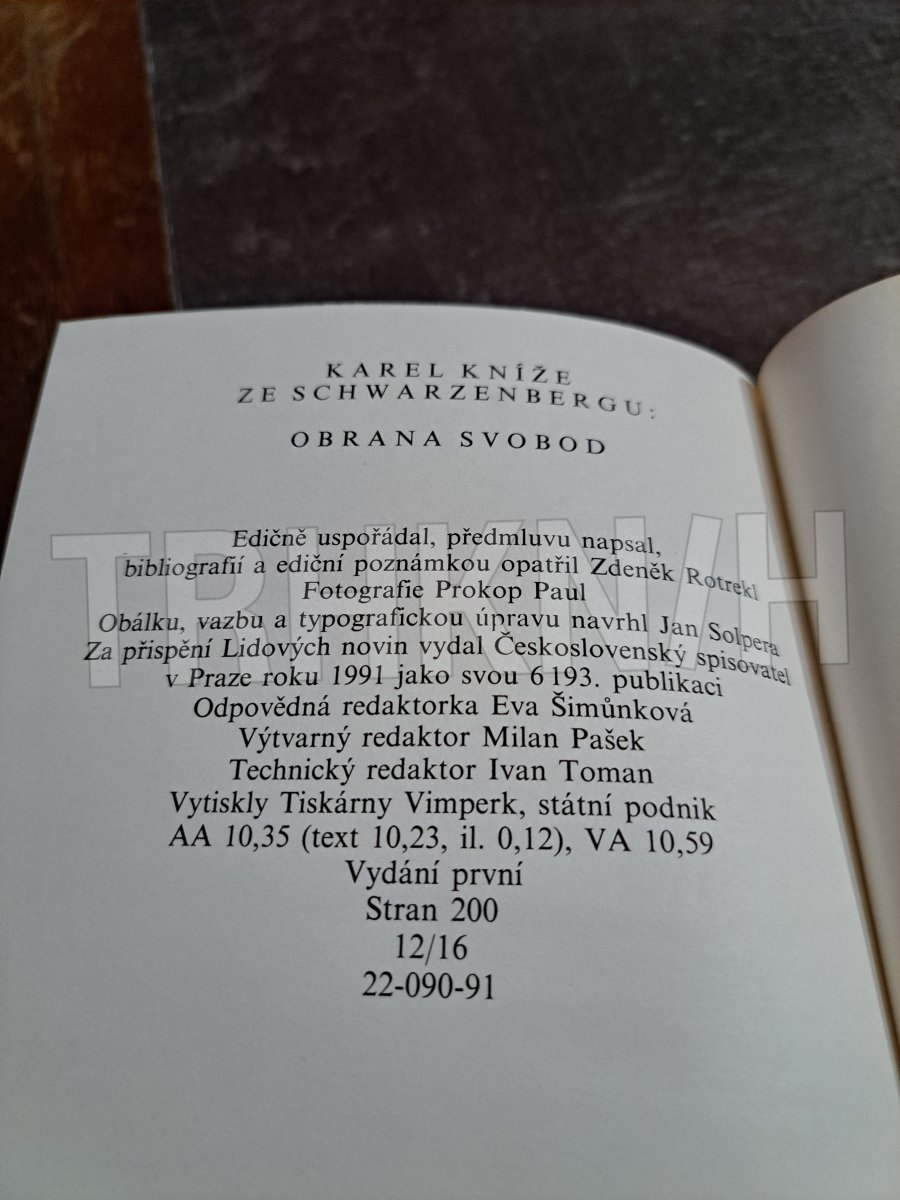 KAREL KNÍŽE
ZE SCHWARZENBERGU:
OBRANA SVOBOD
Edičně uspořádal, předmluvu napsal,
bibliografií a ediční poznámkou opatřil Zdeněk Rotrekl
Fotografie Prokop Paul
Obálku, vazbu a typografickou úpravu navrhl Jan Solpera
Za přispění Lidových novin vydal Československý spisovatel
v Praze roku 1991 jako svou 6193. publikaci
Odpovědná redaktorka Eva Šimůnková
Výtvarný redaktor Milan Pašek
Technický redaktor Ivan Toman
Vytiskly Tiskárny Vimperk, státní podnik
AA 10,35 (text 10,23, il. 0,12), VA 10,59
Vydání první
Stran 200
12/16
22-090-91